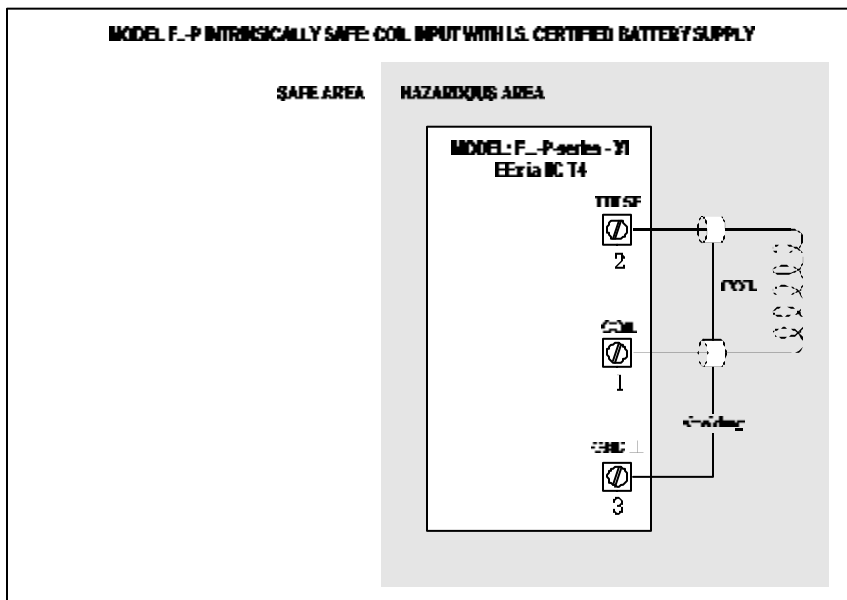 MODEL F...-P INTRINSICALLY SAFE: COIL INPUT WITH I.S. CERTIFIED BATTERY SUPPLY
SAFE AREA HAZARDOUS AREA
MODEL: F...-P-series - XI
EEx ia IIC T4
2
COIL
COIL
1
shielding
3